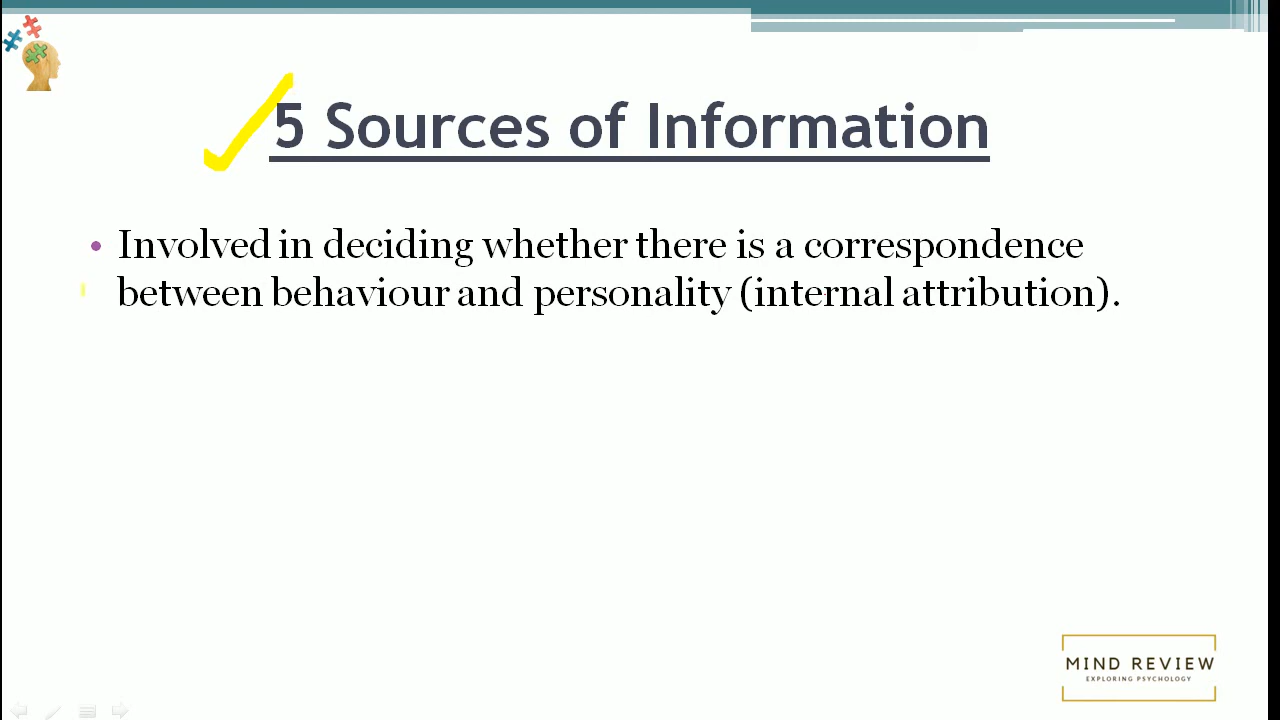 5 Sources of Information
• Involved in deciding whether there is a correspondence
between behaviour and personality (internal attribution).
MIND REVIEW
EXPLORING PSYCHOLOGY